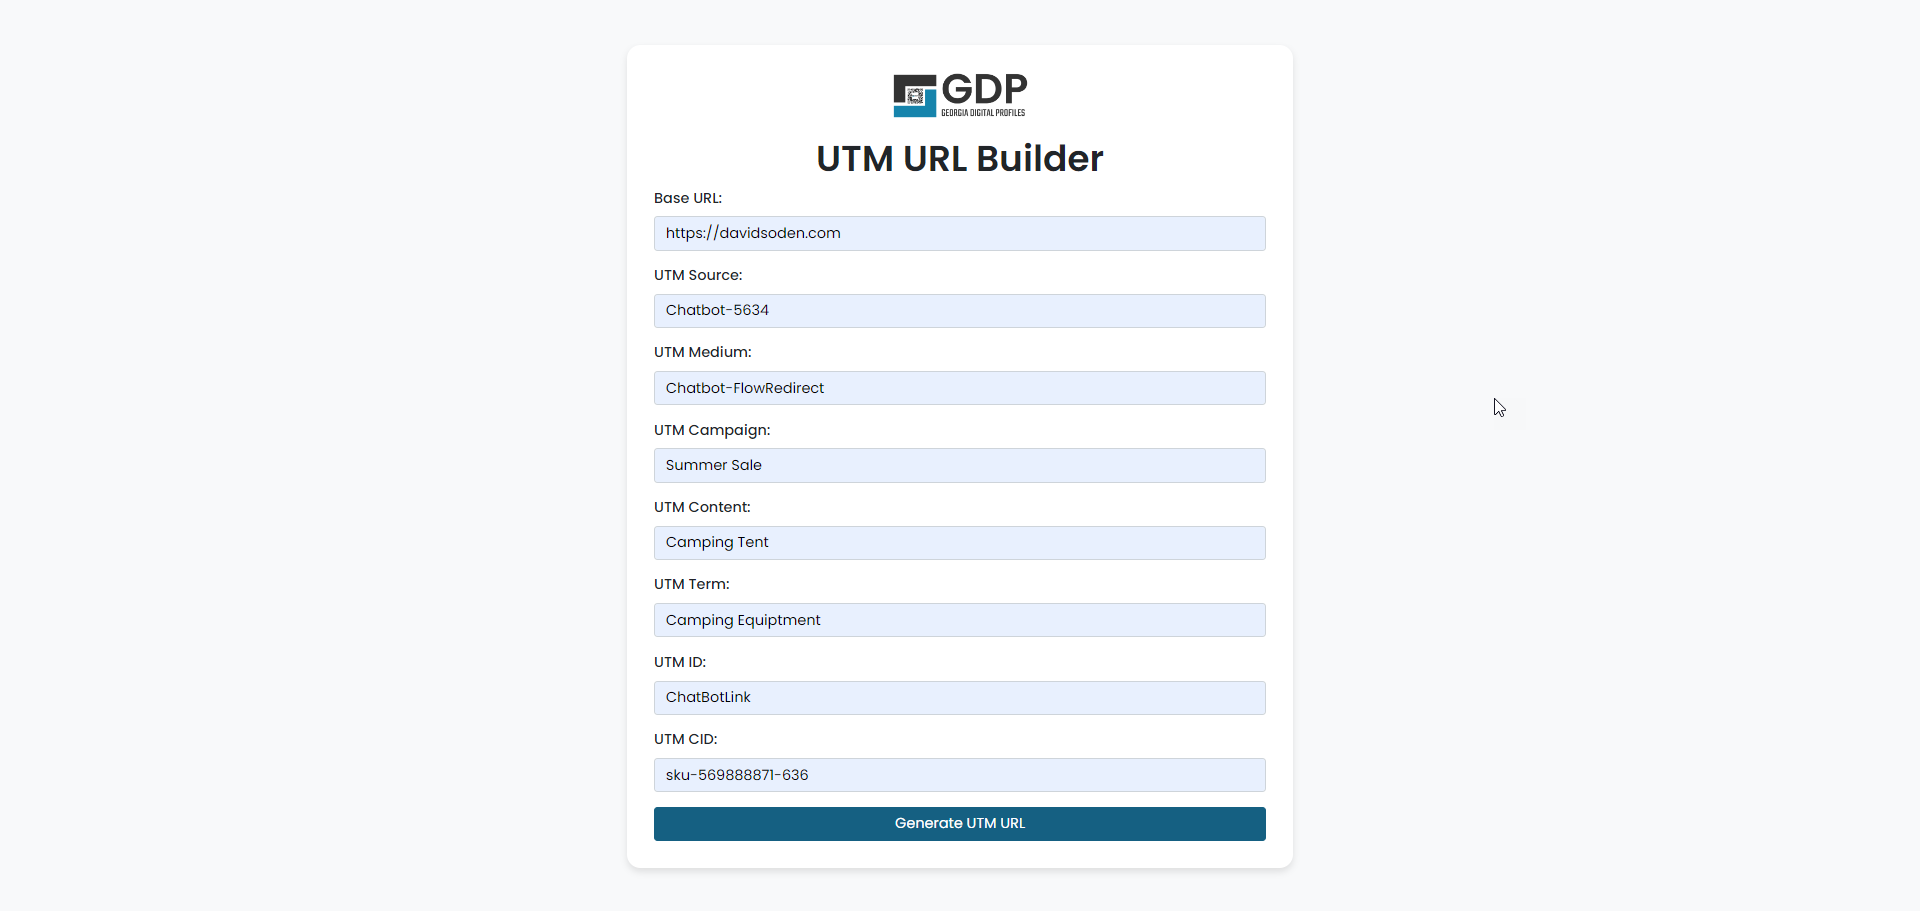 GDP
GEORGIA DIGITAL PROFILES
UTM URL Builder
Base URL:
https://davidsoden.com
UTM Source:
Chatbot-5634
UTM Medium:
Chatbot-FlowRedirect
UTM Campaign:
Summer Sale
UTM Content:
Camping Tent
UTM Term:
Camping Equiptment
UTM ID:
ChatBotLink
UTM CID:
sku-569888871-636
Generate UTM URL